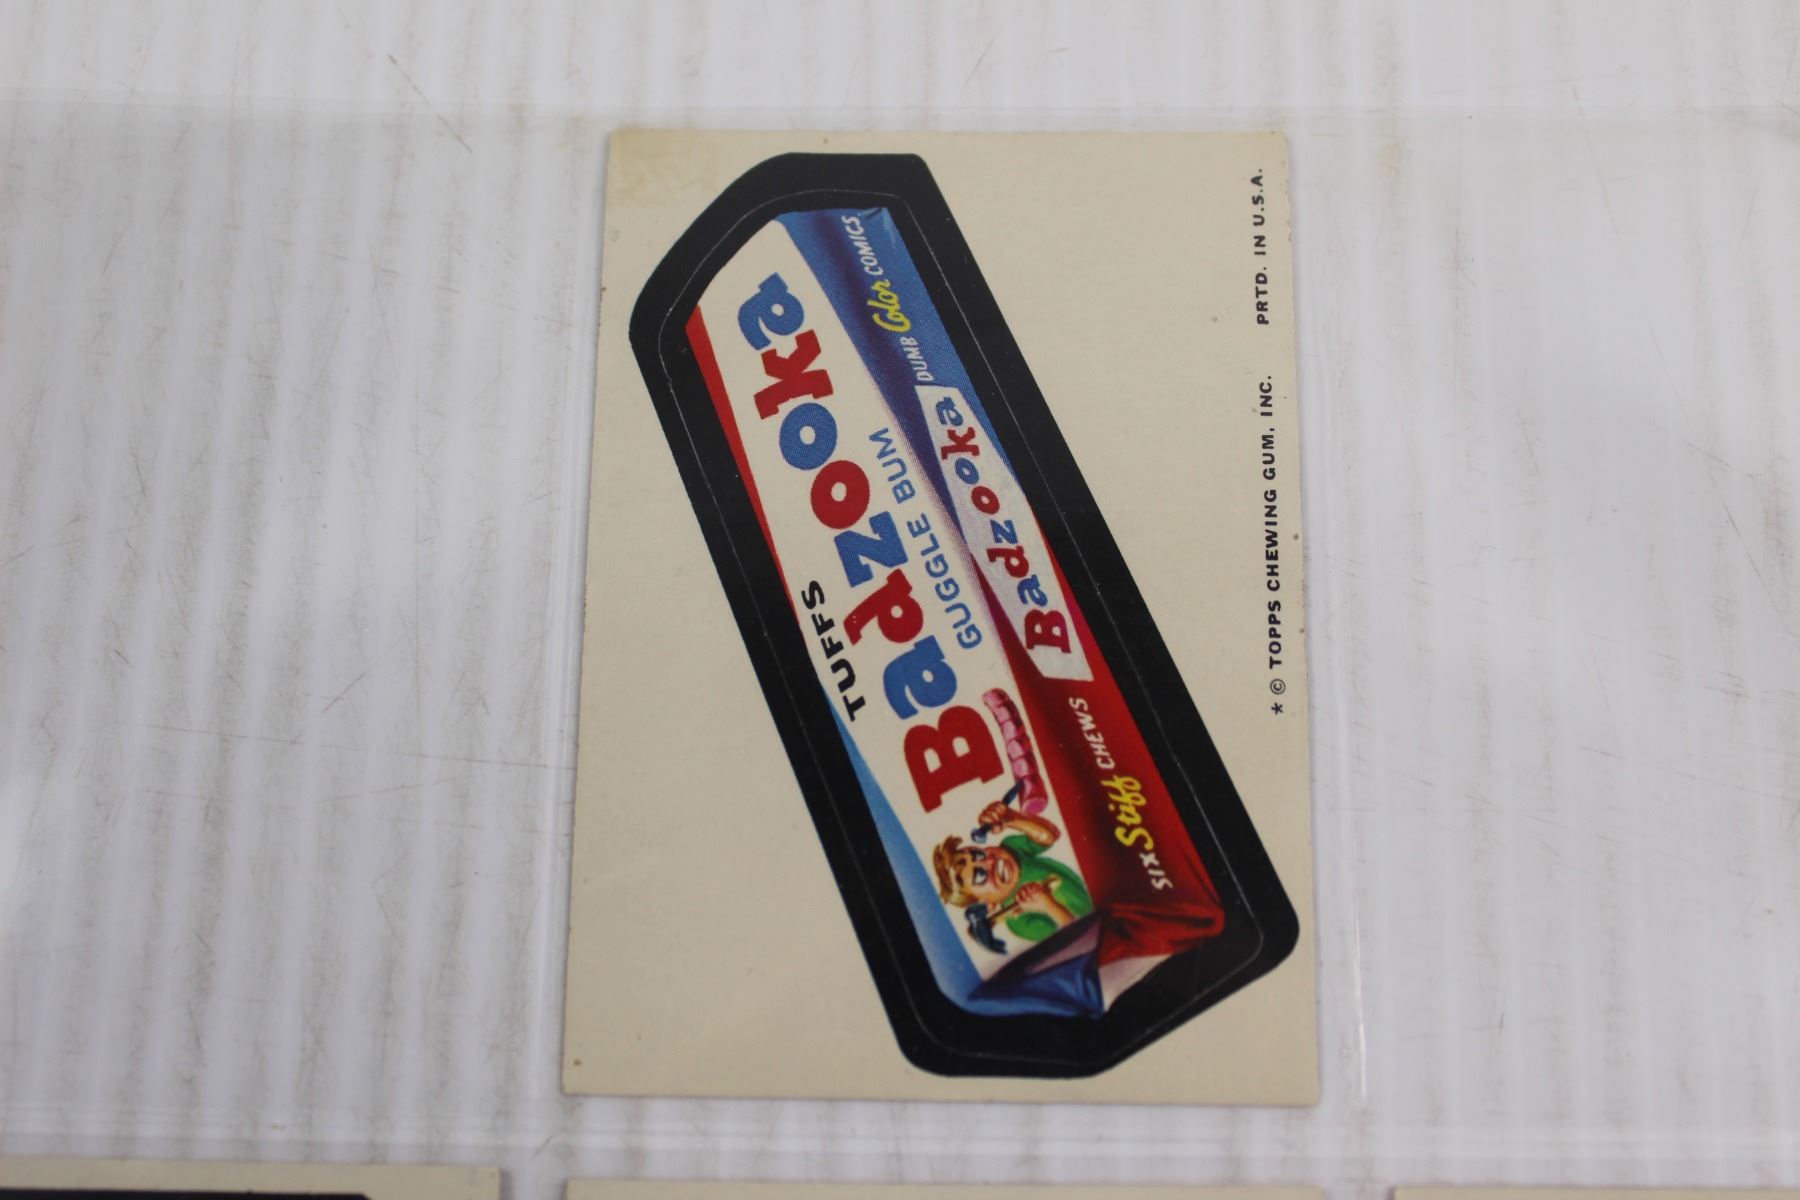 TUFFS
Badzooka
GUGGLE BUM
Badzooka
SIX Stiff CHEWS
DUMB Color COMICS
* © TOPPS CHEWING GUM, INC. PRTD. IN U.S.A.